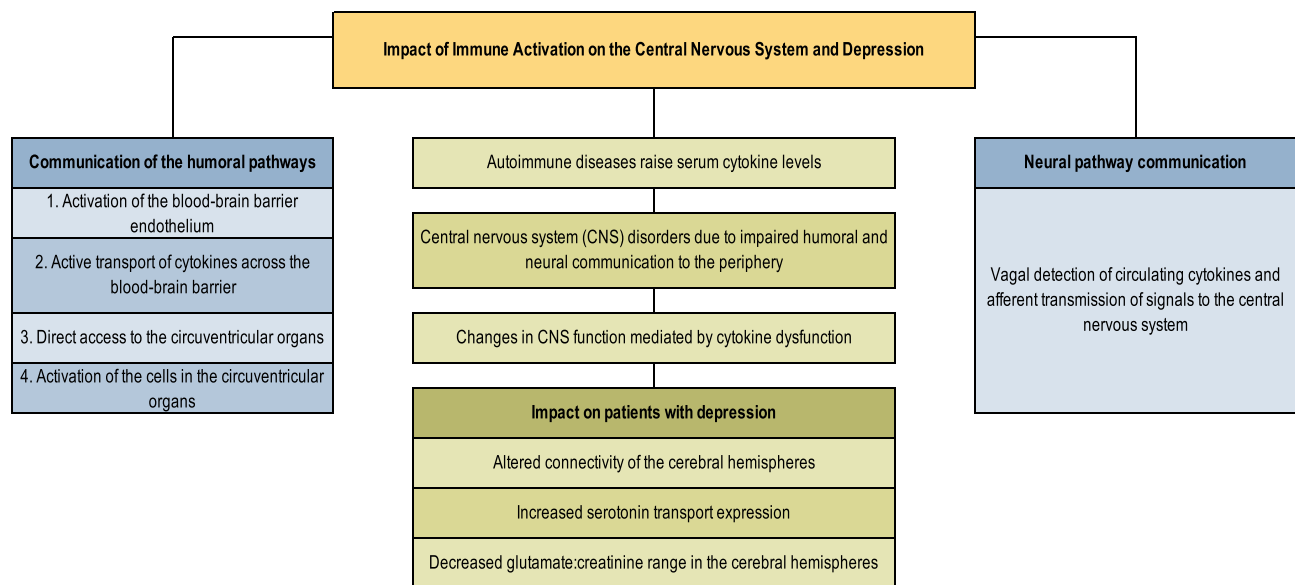 Impact of Immune Activation on the Central Nervous System and Depression
Communication of the humoral pathways
1. Activation of the blood-brain barrier
endothelium
2. Active transport of cytokines across the
blood-brain barrier
3. Direct access to the circuventricular organs
4. Activation of the cells in the circuventricular
organs
Autoimmune diseases raise serum cytokine levels
Central nervous system (CNS) disorders due to impaired humoral and
neural communication to the periphery
Changes in CNS function mediated by cytokine dysfunction
Impact on patients with depression
Altered connectivity of the cerebral hemispheres
Increased serotonin transport expression
Decreased glutamate:creatinine range in the cerebral hemispheres
Neural pathway communication
Vagal detection of circulating cytokines and
afferent transmission of signals to the central
nervous system